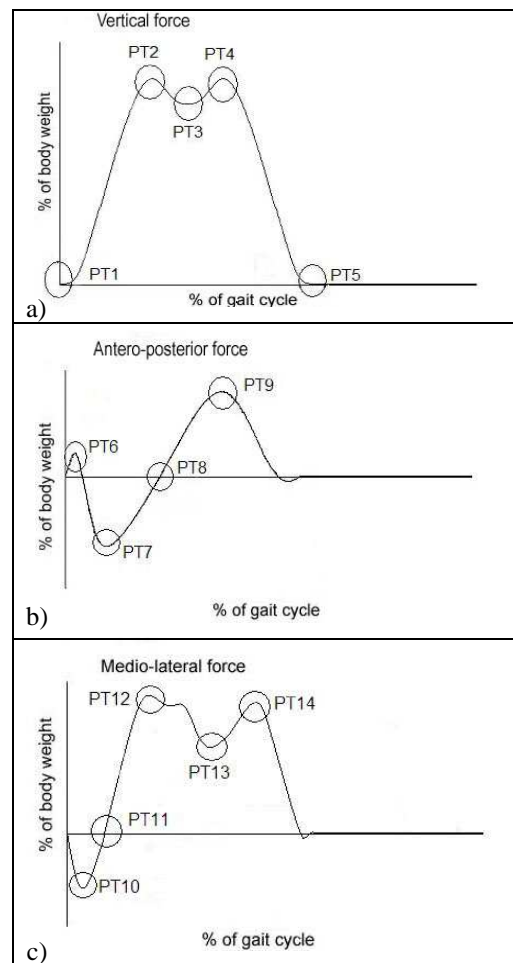 Vertical force
PT2 PT4
PT3
% of body weight
PT1 PT5
% of gait cycle
a)
Antero-posterior force
PT9
PT6
PT8
% of body weight
PT7
% of gait cycle
b)
Medio-lateral force
PT12 PT14
PT13
% of body weight
PT11
PT10
% of gait cycle
c)